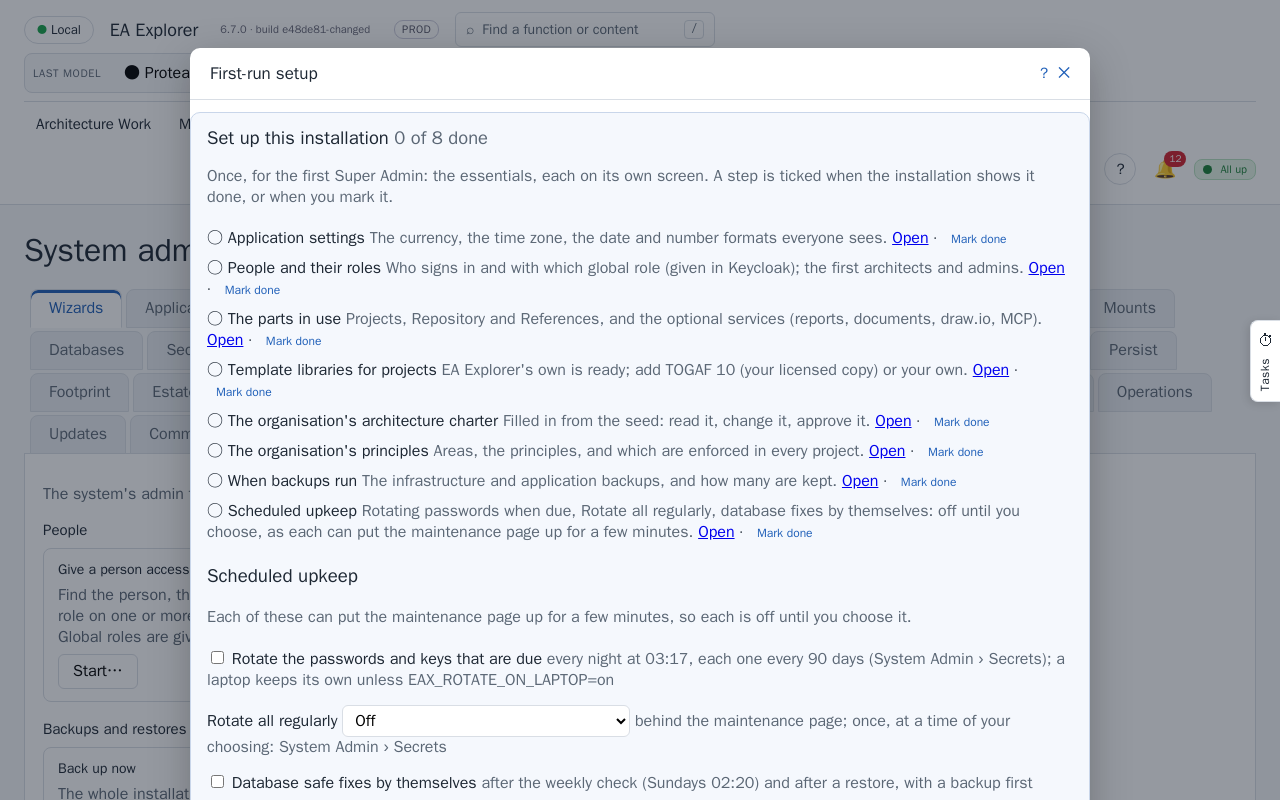 Local
EA Explorer
6.7.0 · build e48de81-changed
PROD
Find a function or content
/
LAST MODEL
Protea
First-run setup
?
Architecture Work
M
?
12
All up
Set up this installation 0 of 8 done
Once, for the first Super Admin: the essentials, each on its own screen. A step is ticked when the installation shows it
done, or when you mark it.
Application settings The currency, the time zone, the date and number formats everyone sees. Open · Mark done
People and their roles Who signs in and with which global role (given in Keycloak); the first architects and admins. Open
· Mark done
The parts in use Projects, Repository and References, and the optional services (reports, documents, draw.io, MCP).
Open · Mark done
Template libraries for projects EA Explorer's own is ready; add TOGAF 10 (your licensed copy) or your own. Open ·
Mark done
The organisation's architecture charter Filled in from the seed: read it, change it, approve it. Open · Mark done
The organisation's principles Areas, the principles, and which are enforced in every project. Open · Mark done
When backups run The infrastructure and application backups, and how many are kept. Open · Mark done
Scheduled upkeep Rotating passwords when due, Rotate all regularly, database fixes by themselves: off until you
choose, as each can put the maintenance page up for a few minutes. Open · Mark done
Scheduled upkeep
Each of these can put the maintenance page up for a few minutes, so each is off until you choose it.
Rotate the passwords and keys that are due every night at 03:17, each one every 90 days (System Admin › Secrets); a
laptop keeps its own unless EAX_ROTATE_ON_LAPTOP=on
Rotate all regularly Off behind the maintenance page; once, at a time of your
choosing: System Admin › Secrets
Database safe fixes by themselves after the weekly check (Sundays 02:20) and after a restore, with a backup first
System adm
Wizards
Applica
Mounts
Databases
Sec
Persist
Footprint
Estate
Operations
Updates
Comm
The system's admin
People
Give a person access
Find the person, th
role on one or more
Global roles are giv
Start⋯
Backups and restores
Back up now
The whole installat
Tasks